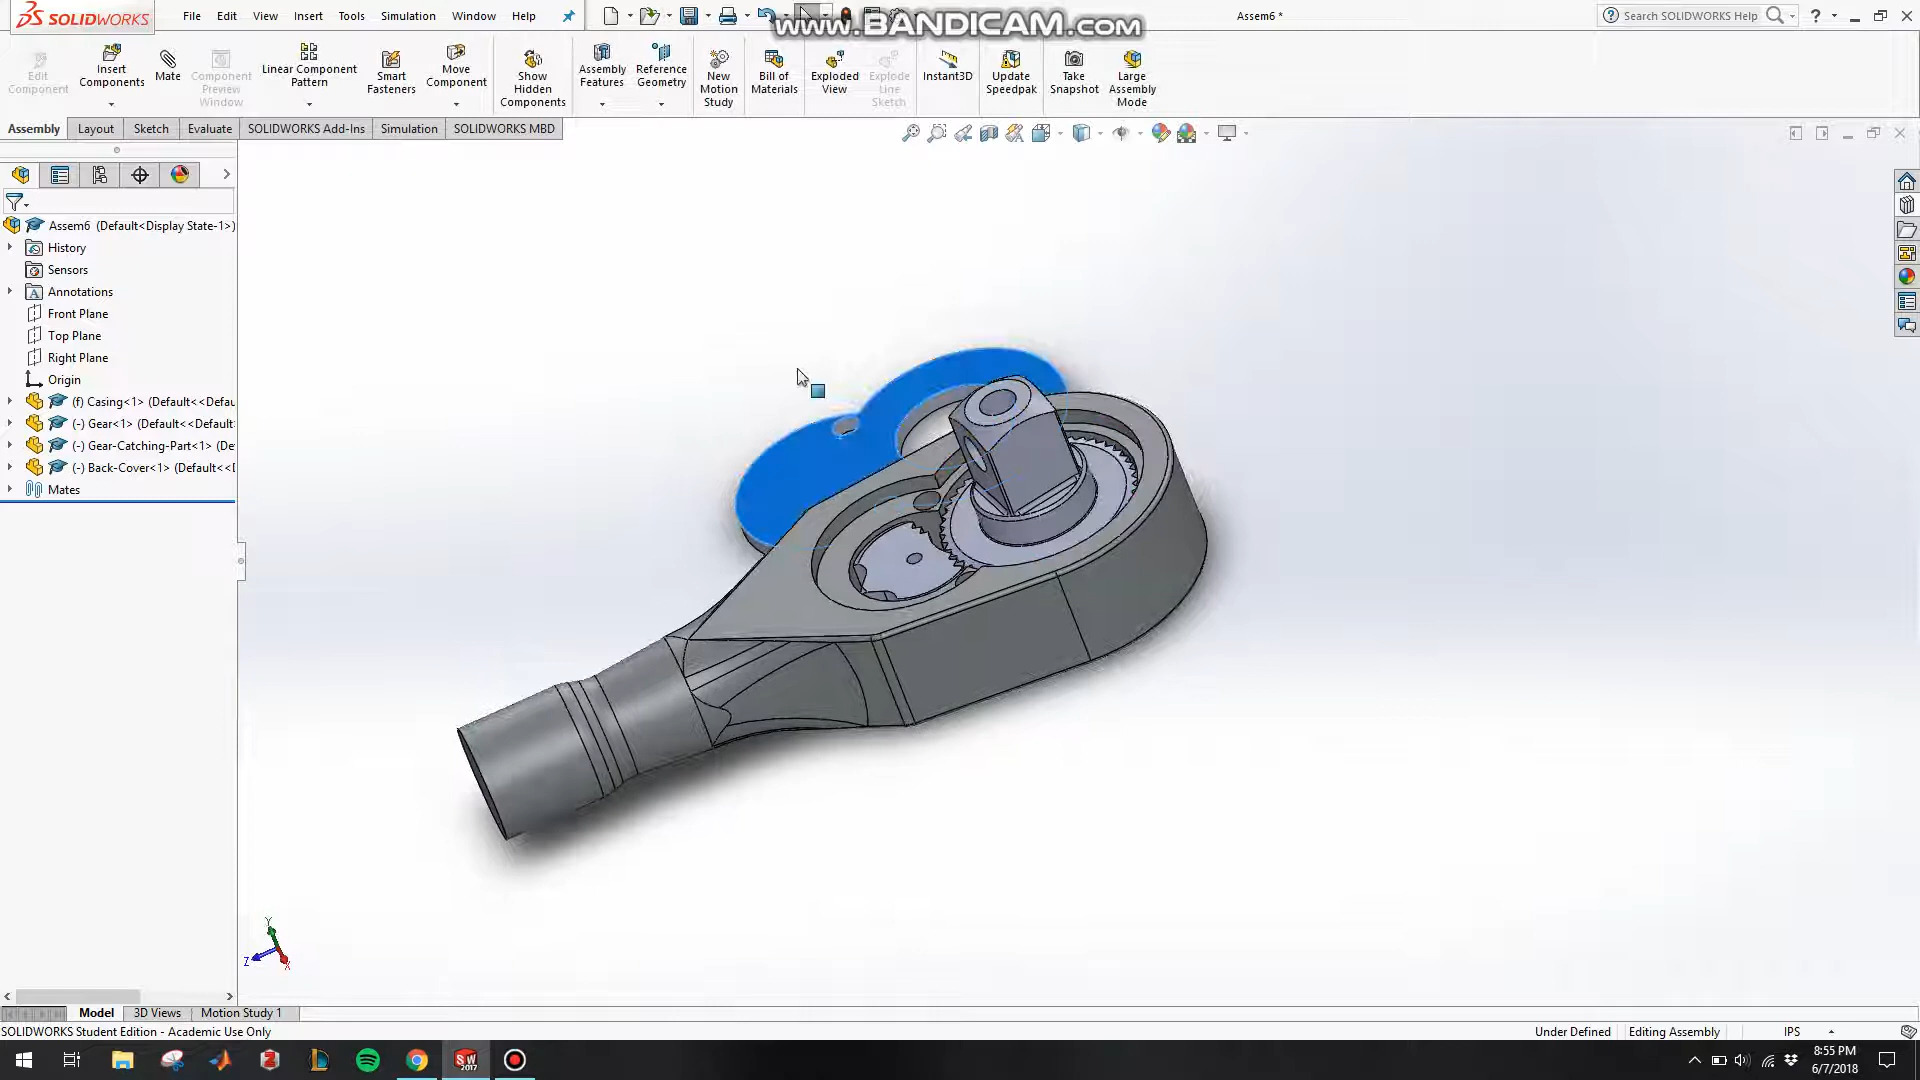 SOLIDWORKS File Edit View Insert Tools Simulation Window Help Assem6 * Search SOLIDWORKS Help
www.BANDICAM.com
Edit Component
Insert Components
Mate
Component Preview Window
Linear Component Pattern
Smart Fasteners
Move Component
Show Hidden Components
Assembly Features
Reference Geometry
New Motion Study
Bill of Materials
Exploded View
Explode Line Sketch
Instant3D
Update Speedpak
Take Snapshot
Large Assembly Mode
Assembly Layout Sketch Evaluate SOLIDWORKS Add-Ins Simulation SOLIDWORKS MBD
Assem6 (Default<Display State-1>)
History
Sensors
Annotations
Front Plane
Top Plane
Right Plane
Origin
(f) Casing<1> (Default<<Defau
(-) Gear<1> (Default<<Default
(-) Gear-Catching-Part<1> (De
(-) Back-Cover<1> (Default<<D
Mates
Y
Z
X
Model 3D Views Motion Study 1
SOLIDWORKS Student Edition - Academic Use Only Under Defined Editing Assembly IPS
SW 2017
8:55 PM
6/7/2018